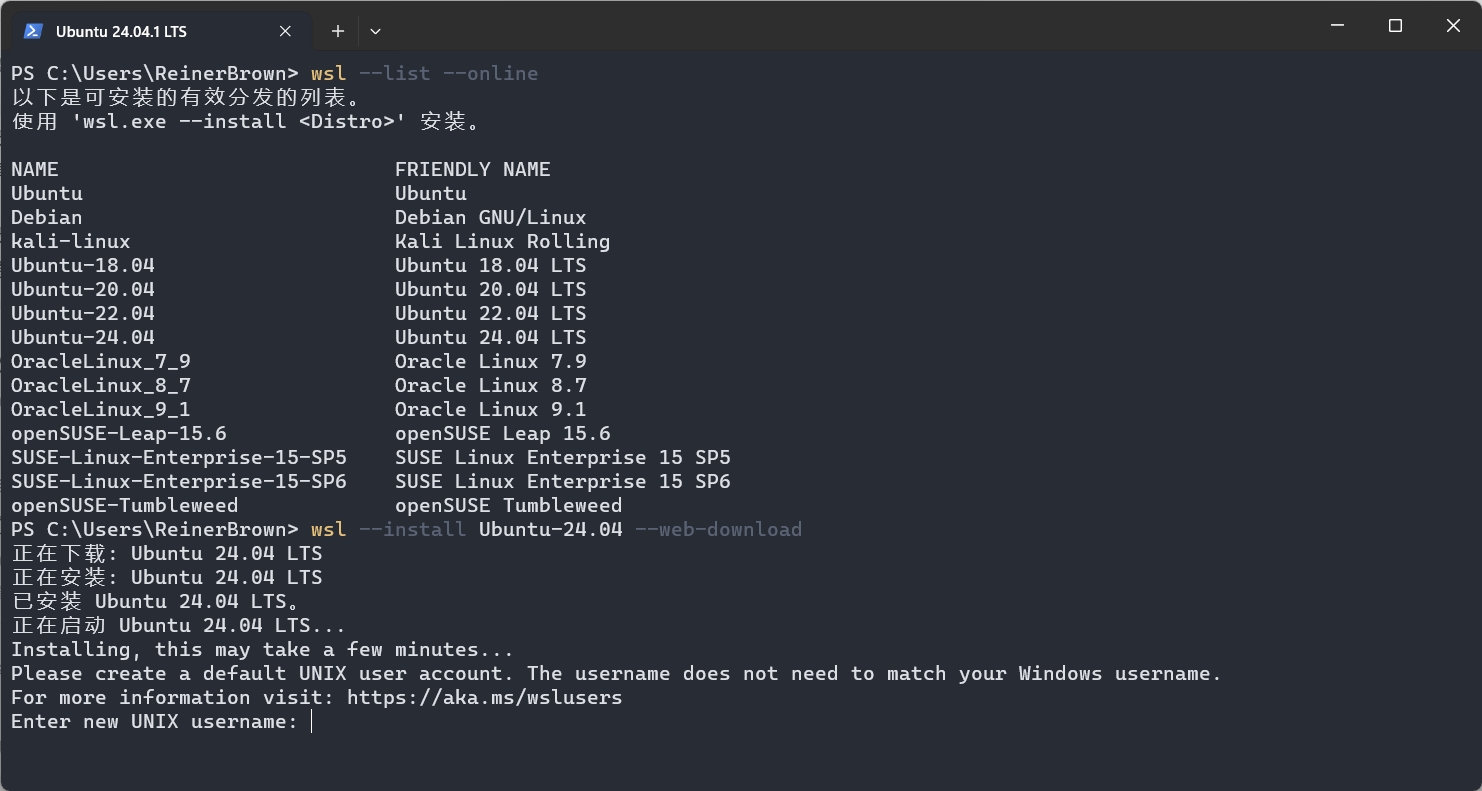 Ubuntu 24.04.1 LTS
PS C:\Users\ReinerBrown> wsl --list --online
以下是可安装的有效分发的列表。
使用 'wsl.exe --install <Distro>' 安装。
NAME FRIENDLY NAME
Ubuntu Ubuntu
Debian Debian GNU/Linux
kali-linux Kali Linux Rolling
Ubuntu-18.04 Ubuntu 18.04 LTS
Ubuntu-20.04 Ubuntu 20.04 LTS
Ubuntu-22.04 Ubuntu 22.04 LTS
Ubuntu-24.04 Ubuntu 24.04 LTS
OracleLinux_7_9 Oracle Linux 7.9
OracleLinux_8_7 Oracle Linux 8.7
OracleLinux_9_1 Oracle Linux 9.1
openSUSE-Leap-15.6 openSUSE Leap 15.6
SUSE-Linux-Enterprise-15-SP5 SUSE Linux Enterprise 15 SP5
SUSE-Linux-Enterprise-15-SP6 SUSE Linux Enterprise 15 SP6
openSUSE-Tumbleweed openSUSE Tumbleweed
PS C:\Users\ReinerBrown> wsl --install Ubuntu-24.04 --web-download
正在下载: Ubuntu 24.04 LTS
正在安装: Ubuntu 24.04 LTS
已安装 Ubuntu 24.04 LTS。
正在启动 Ubuntu 24.04 LTS...
Installing, this may take a few minutes...
Please create a default UNIX user account. The username does not need to match your Windows username.
For more information visit: https://aka.ms/wslusers
Enter new UNIX username: